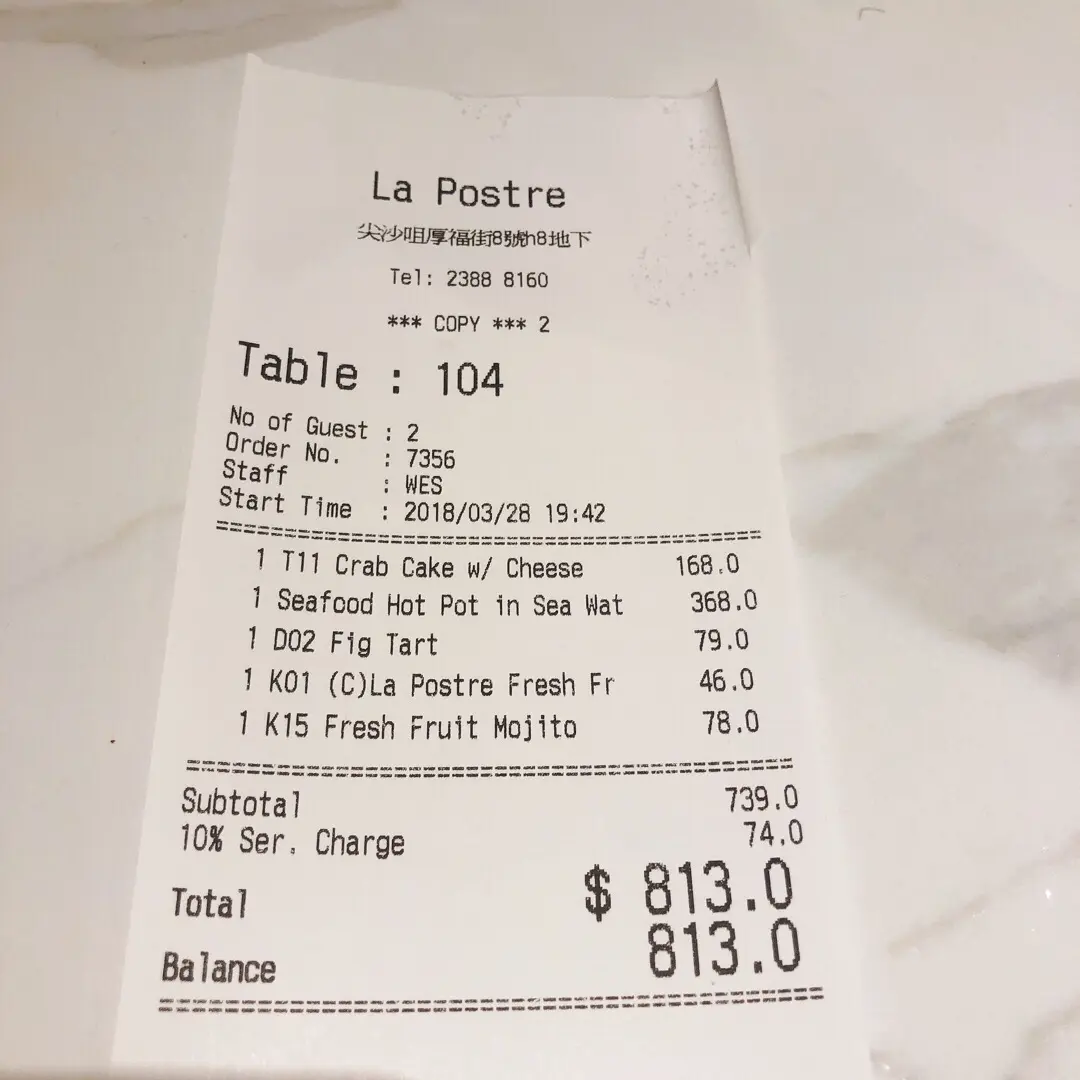 La Postre
尖沙咀厚福街8號h8地下
Tel: 2388 8160
*** COPY *** 2
Table : 104
No of Guest : 2
Order No. : 7356
Staff : WES
Start Time : 2018/03/28 19:42
1 T11 Crab Cake w/ Cheese 168.0
1 Seafood Hot Pot in Sea Wat 368.0
1 D02 Fig Tart 79.0
1 K01 (C)La Postre Fresh Fr 46.0
1 K15 Fresh Fruit Mojito 78.0
Subtotal 739.0
10% Ser. Charge 74.0
Total $ 813.0
Balance 813.0